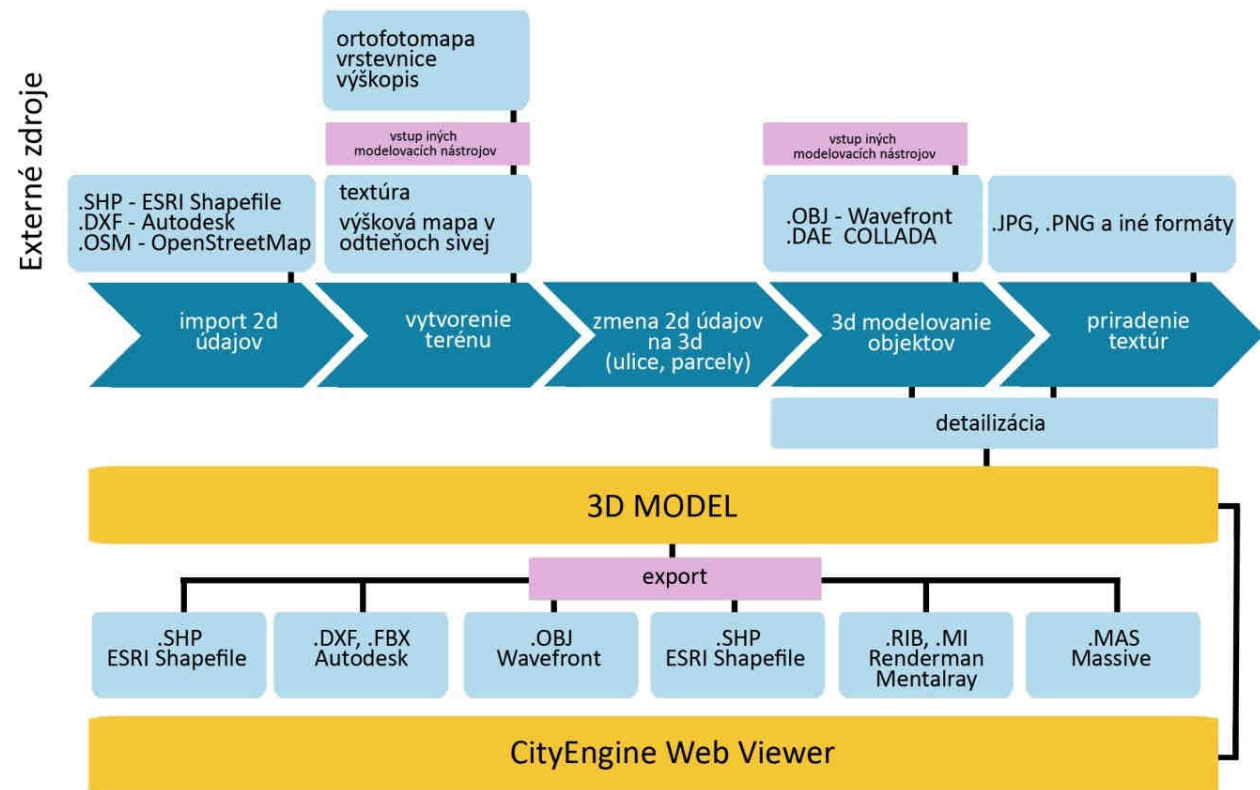 Externé zdroje
ortofotomapa
vrstevnice
výškopis
vstup iných
modelovacích nástrojov
vstup iných
modelovacích nástrojov
.SHP - ESRI Shapefile
.DXF - Autodesk
.OSM - OpenStreetMap
textúra
výšková mapa v
odtieňoch sivej
.OBJ - Wavefront
.DAE COLLADA
.JPG, .PNG a iné formáty
import 2d
údajov
vytvorenie
terénu
zmena 2d údajov
na 3d
(ulice, parcely)
3d modelovanie
objektov
priradenie
textúr
detailizácia
3D MODEL
export
.SHP
ESRI Shapefile
.DXF, .FBX
Autodesk
.OBJ
Wavefront
.SHP
ESRI Shapefile
.RIB, .MI
Renderman
Mentalray
.MAS
Massive
CityEngine Web Viewer